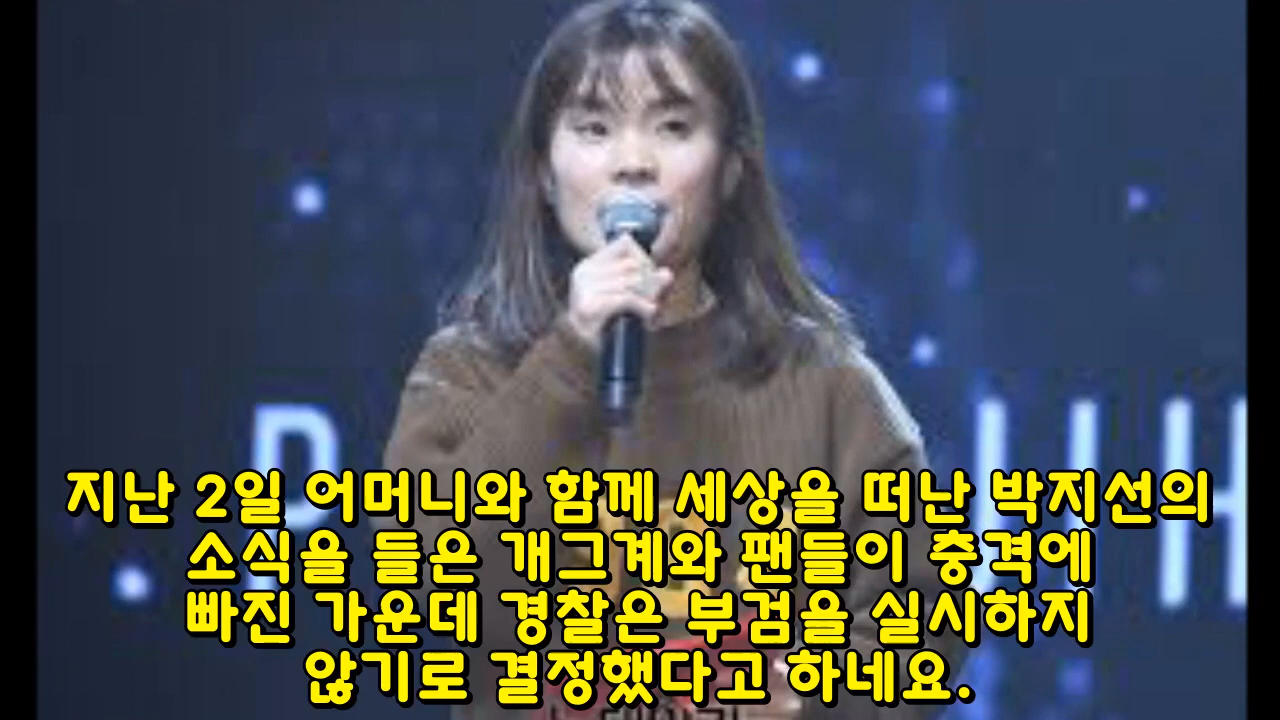 지난 2일 어머니와 함께 세상을 떠난 박지선의
소식을 들은 개그계와 팬들이 충격에
빠진 가운데 경찰은 부검을 실시하지
않기로 결정했다고 하네요.